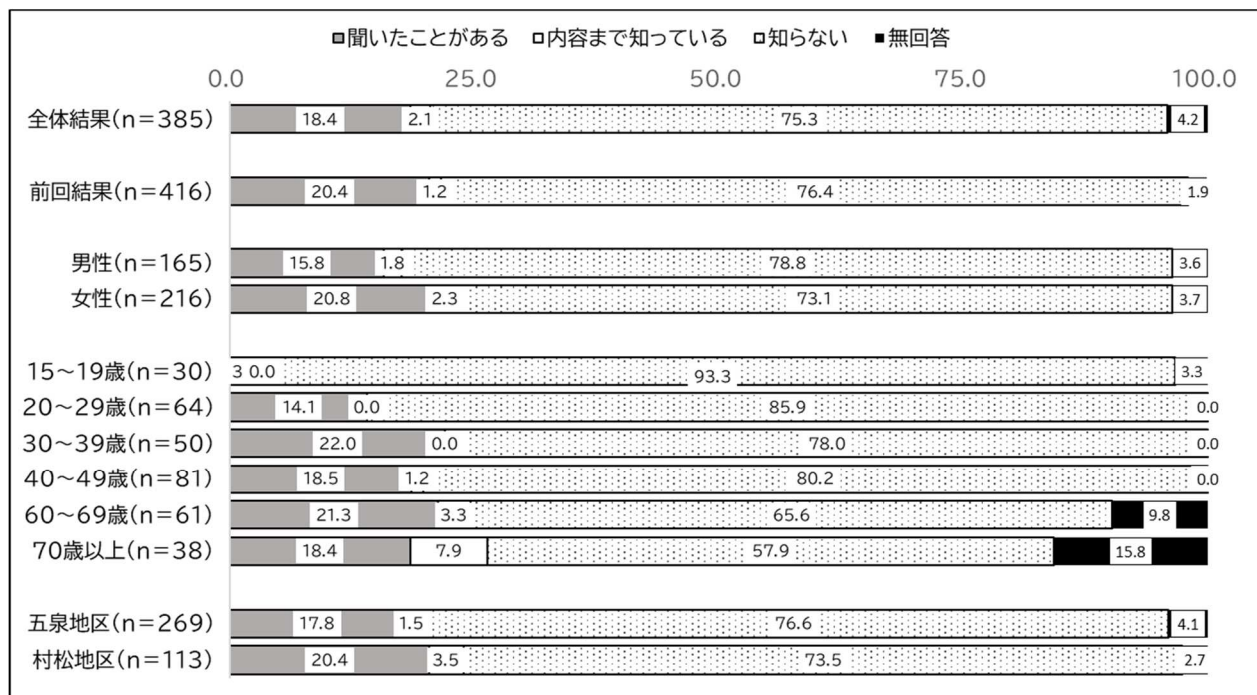 聞いたことがある 内容まで知っている 知らない 無回答
0.0 25.0 50.0 75.0 100.0
全体結果(n=385) 18.4 2.1 75.3 4.2
前回結果(n=416) 20.4 1.2 76.4 1.9
男性(n=165) 15.8 1.8 78.8 3.6
女性(n=216) 20.8 2.3 73.1 3.7
15~19歳(n=30) 3 0.0 93.3 3.3
20~29歳(n=64) 14.1 0.0 85.9 0.0
30~39歳(n=50) 22.0 0.0 78.0 0.0
40~49歳(n=81) 18.5 1.2 80.2 0.0
60~69歳(n=61) 21.3 3.3 65.6 9.8
70歳以上(n=38) 18.4 7.9 57.9 15.8
五泉地区(n=269) 17.8 1.5 76.6 4.1
村松地区(n=113) 20.4 3.5 73.5 2.7